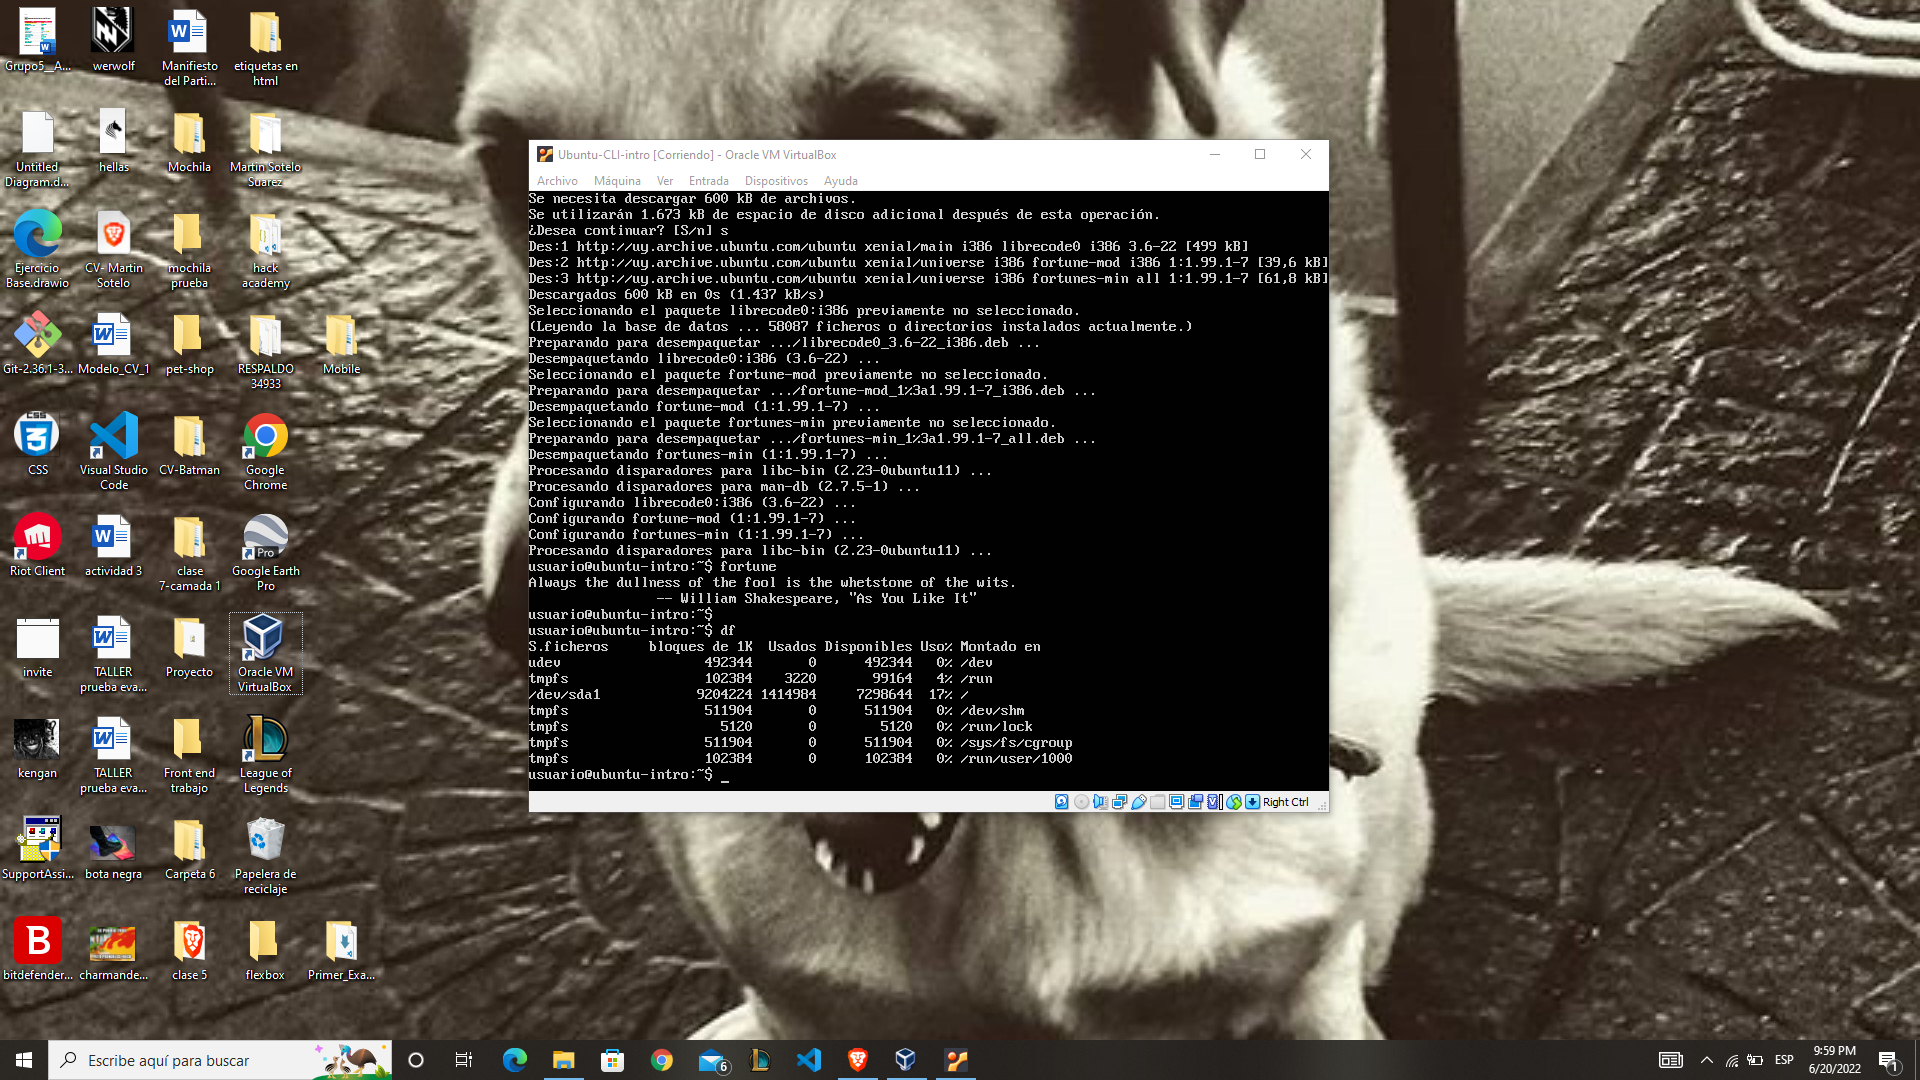 Grupo5__A...
werwolf
Manifiesto
del Parti...
etiquetas en
html
Untitled
Diagram.d...
hellas
Mochila
Martin Sotelo
Suarez
Ejercicio
Base.drawio
CV- Martin
Sotelo
mochila
prueba
hack
academy
Git-2.36.1-3...
Modelo_CV_1
pet-shop
RESPALDO
34933
Mobile
CSS
Visual Studio
Code
CV-Batman
Google
Chrome
Riot Client
actividad 3
clase
7-camada 1
Pro
Google Earth
Pro
invite
TALLER
prueba eva...
Proyecto
Oracle VM
VirtualBox
kengan
TALLER
prueba eva...
Front end
trabajo
League of
Legends
SupportAssi...
bota negra
Carpeta 6
Papelera de
reciclaje
bitdefender...
charmande...
clase 5
flexbox
Primer_Exa...
Ubuntu-CLI-intro [Corriendo] - Oracle VM VirtualBox
Archivo Máquina Ver Entrada Dispositivos Ayuda
Se necesita descargar 600 kB de archivos.
Se utilizarán 1.673 kB de espacio de disco adicional después de esta operación.
¿Desea continuar? [S/n] s
Des:1 http://uy.archive.ubuntu.com/ubuntu xenial/main i386 librecode0 i386 3.6-22 [499 kB]
Des:2 http://uy.archive.ubuntu.com/ubuntu xenial/universe i386 fortune-mod i386 1:1.99.1-7 [39,6 kB]
Des:3 http://uy.archive.ubuntu.com/ubuntu xenial/universe i386 fortunes-min all 1:1.99.1-7 [61,8 kB]
Descargados 600 kB en 0s (1.437 kB/s)
Seleccionando el paquete librecode0:i386 previamente no seleccionado.
(Leyendo la base de datos ... 58087 ficheros o directorios instalados actualmente.)
Preparando para desempaquetar .../librecode0_3.6-22_i386.deb ...
Desempaquetando librecode0:i386 (3.6-22) ...
Seleccionando el paquete fortune-mod previamente no seleccionado.
Preparando para desempaquetar .../fortune-mod_1%3a1.99.1-7_i386.deb ...
Desempaquetando fortune-mod (1:1.99.1-7) ...
Seleccionando el paquete fortunes-min previamente no seleccionado.
Preparando para desempaquetar .../fortunes-min_1%3a1.99.1-7_all.deb ...
Desempaquetando fortunes-min (1:1.99.1-7) ...
Procesando disparadores para libc-bin (2.23-0ubuntu11) ...
Procesando disparadores para man-db (2.7.5-1) ...
Configurando librecode0:i386 (3.6-22) ...
Configurando fortune-mod (1:1.99.1-7) ...
Configurando fortunes-min (1:1.99.1-7) ...
Procesando disparadores para libc-bin (2.23-0ubuntu11) ...
usuario@ubuntu-intro:~$ fortune
Always the dullness of the fool is the whetstone of the wits.
-- William Shakespeare, "As You Like It"
usuario@ubuntu-intro:~$
usuario@ubuntu-intro:~$ df
S.ficheros bloques de 1K Usados Disponibles Uso% Montado en
udev 492344 0 492344 0% /dev
tmpfs 102384 3220 99164 4% /run
/dev/sda1 9204224 1414984 7298644 17% /
tmpfs 511904 0 511904 0% /dev/shm
tmpfs 5120 0 5120 0% /run/lock
tmpfs 511904 0 511904 0% /sys/fs/cgroup
tmpfs 102384 0 102384 0% /run/user/1000
usuario@ubuntu-intro:~$ _
Right Ctrl
Escribe aquí para buscar
6
ESP
9:59 PM
6/20/2022
1